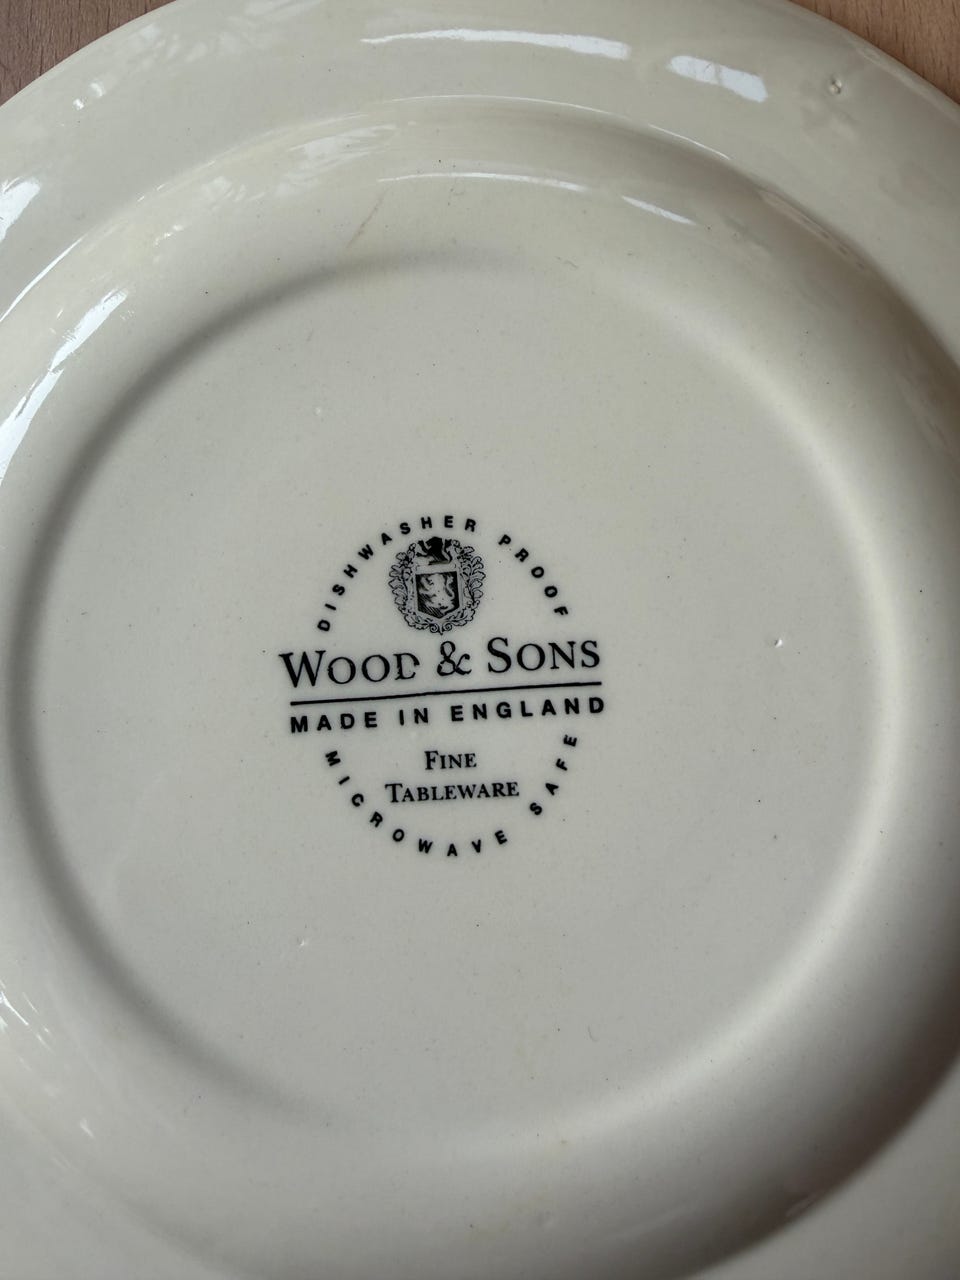 DISHWASHER PROOF
WOOD & SONS
MADE IN ENGLAND
FINE
TABLEWARE
MICROWAVE SAFE